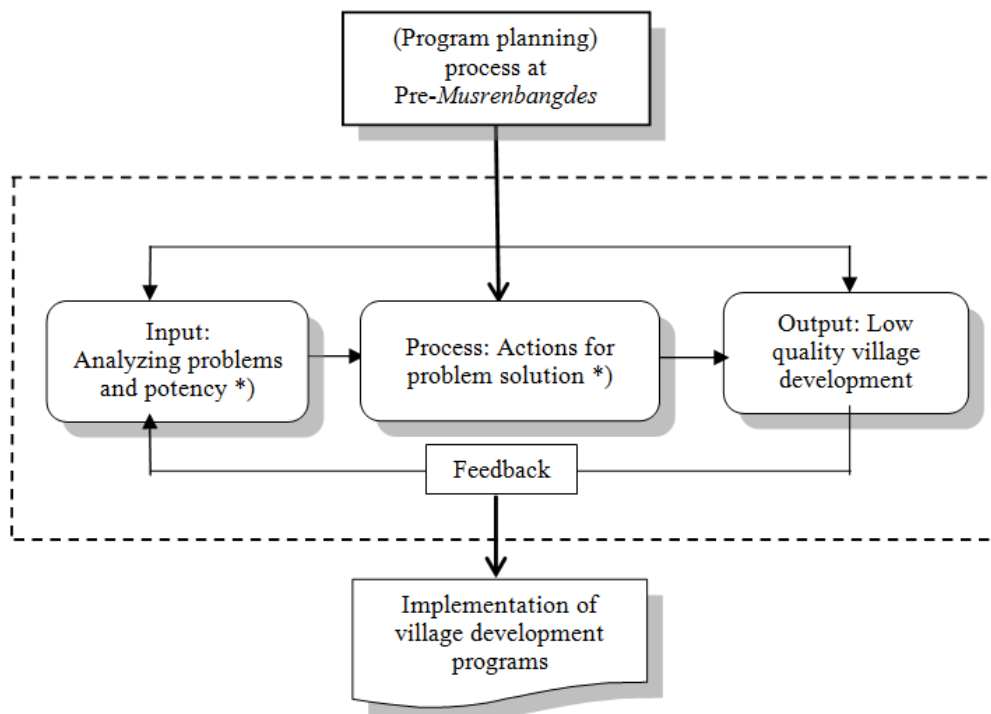 (Program planning)
process at
Pre-Musrenbangdes
Input:
Analyzing problems
and potency *)
Process: Actions for
problem solution *)
Output: Low
quality village
development
Feedback
Implementation of
village development
programs